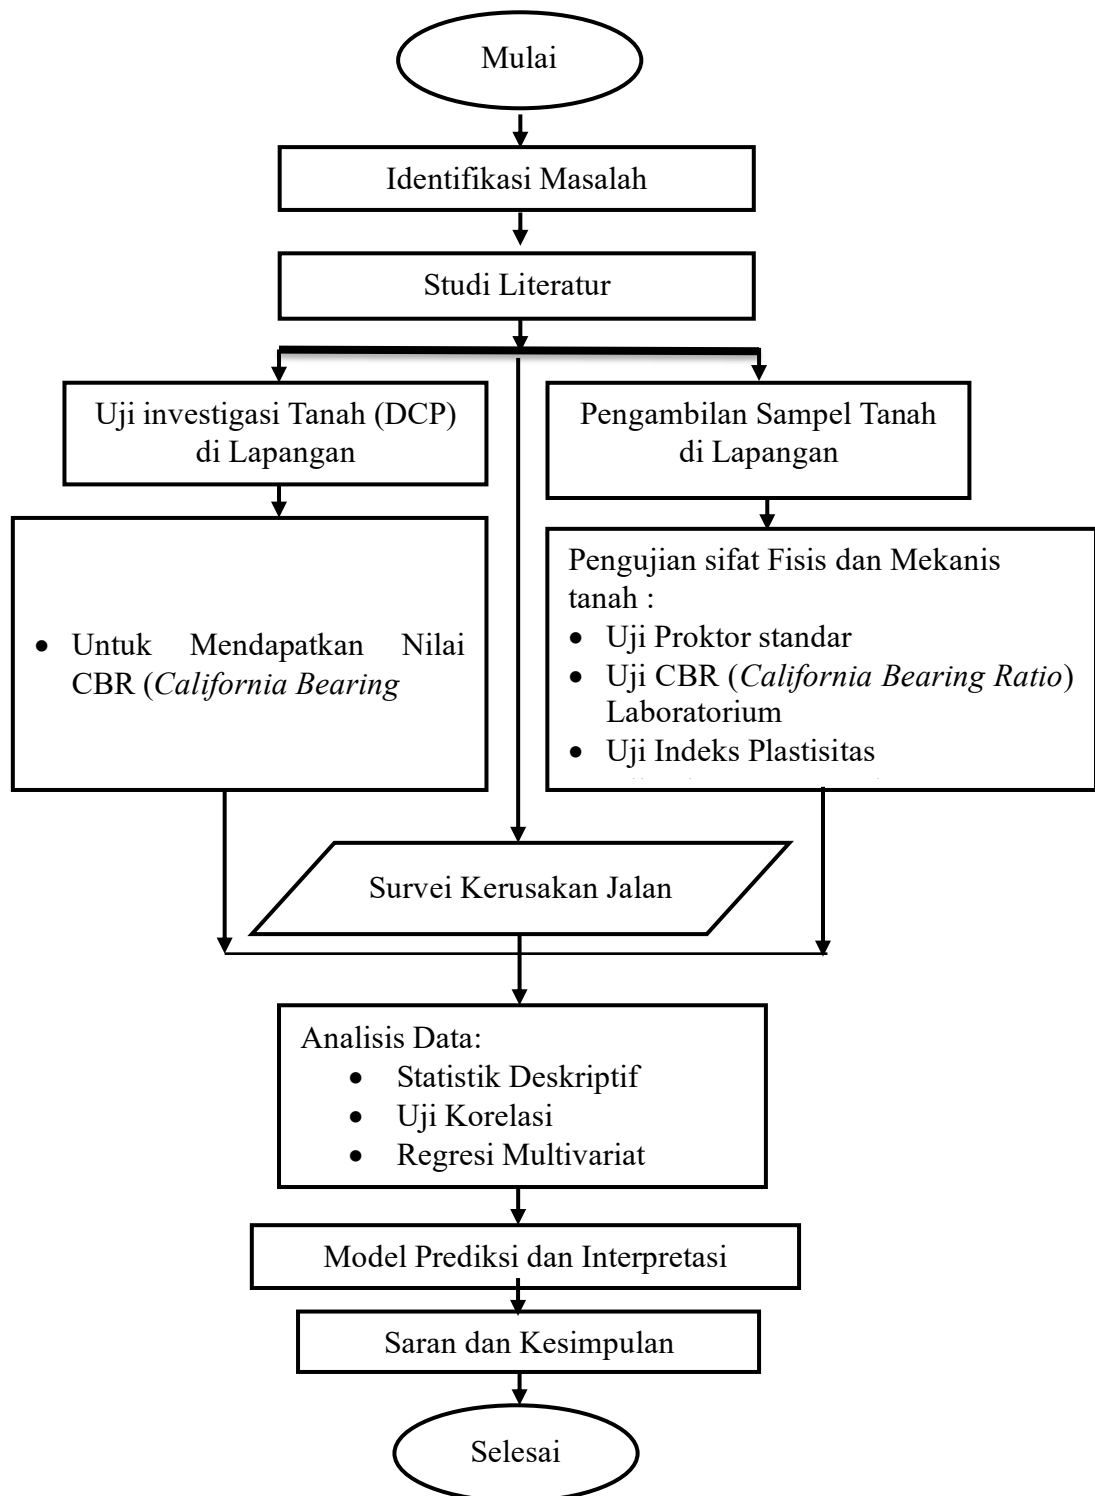 Mulai
Identifikasi Masalah
Studi Literatur
Uji investigasi Tanah (DCP)
di Lapangan
Pengambilan Sampel Tanah
di Lapangan
• Untuk Mendapatkan Nilai
CBR (California Bearing
Pengujian sifat Fisis dan Mekanis
tanah :
• Uji Proktor standar
• Uji CBR (California Bearing Ratio)
Laboratorium
• Uji Indeks Plastisitas
Survei Kerusakan Jalan
Analisis Data:
• Statistik Deskriptif
• Uji Korelasi
• Regresi Multivariat
Model Prediksi dan Interpretasi
Saran dan Kesimpulan
Selesai